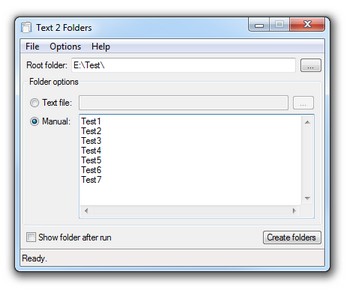 Text 2 Folders
File Options Help
Root folder: E:\Test\ ...
Folder options
Text file: ...
Manual: Test1
Test2
Test3
Test4
Test5
Test6
Test7
Show folder after run Create folders
Ready.